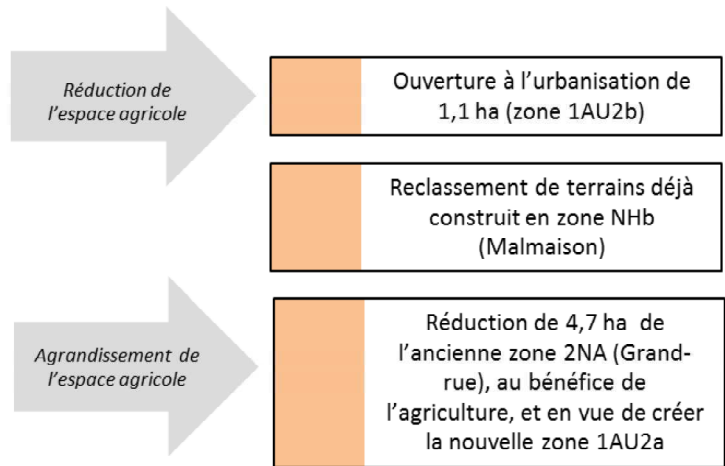 Réduction de
l’espace agricole
Ouverture à l’urbanisation de
1,1 ha (zone 1AU2b)
Reclassement de terrains déjà
construit en zone NHb
(Malmaison)
Agrandissement de
l’espace agricole
Réduction de 4,7 ha de
l’ancienne zone 2NA (Grand-
rue), au bénéfice de
l’agriculture, et en vue de créer
la nouvelle zone 1AU2a